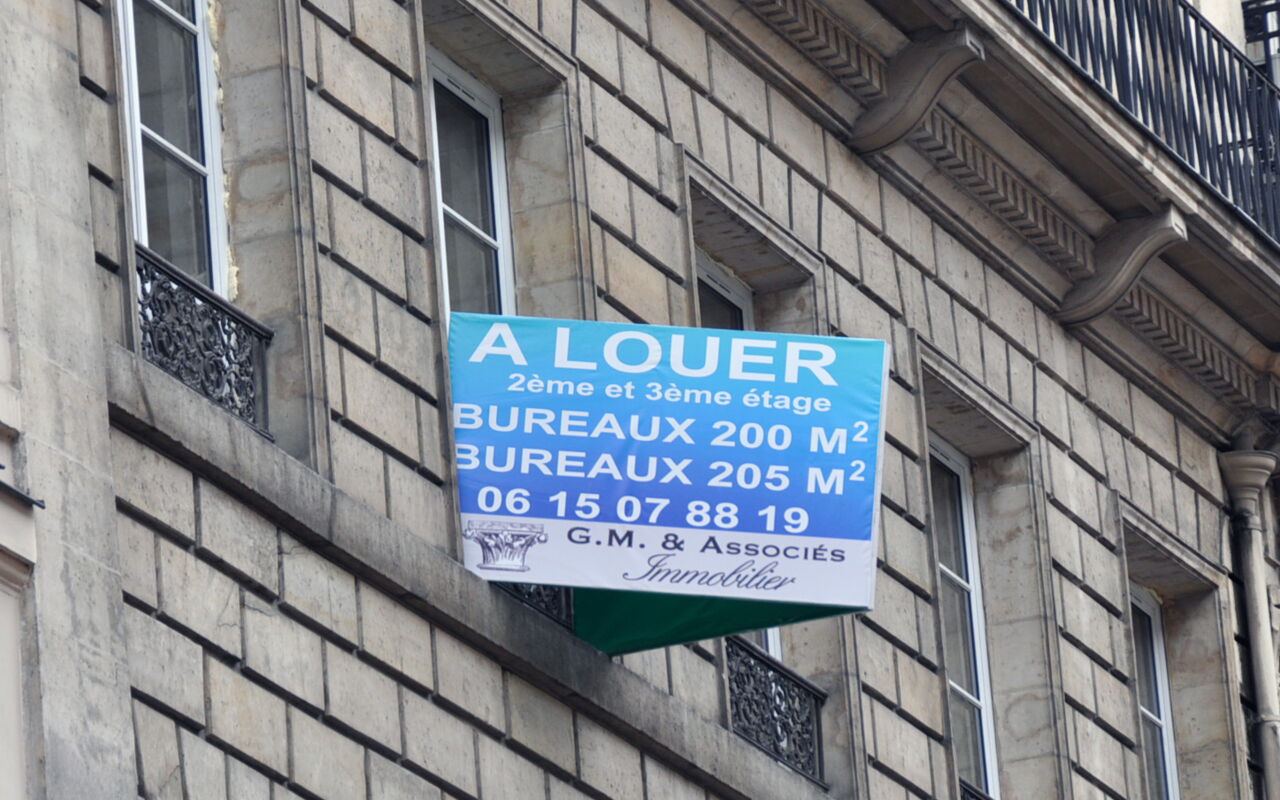 A LOUER
2ème et 3ème étage
BUREAUX 200 M²
BUREAUX 205 M²
06 15 07 88 19
G.M. & Associés
Immobilier